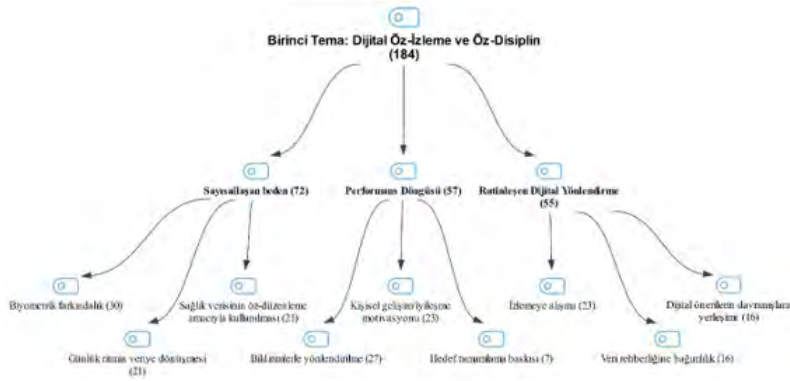 Birinci Tema: Dijital Öz-İzleme ve Öz-Disiplin
(184)
Sayısallaşan beden (72)
Performans Döngüsü (57)
Rutinleşen Dijital Yönlendirme
(55)
Biyometrik farkındalık (30)
Sağlık verisinin öz-düzenleme
amacıyla kullanılması (21)
Kişisel gelişim/iyileşme
motivasyonu (23)
İzlemeye alışma (23)
Dijital önerilerin davranışlara
yerleşimi (16)
Günlük ritmin veriye dönüşmesi
(21)
Bildirimlerle yönlendirilme (27)
Hedef tamamlama baskısı (7)
Veri rehberliğine bağımlılık (16)